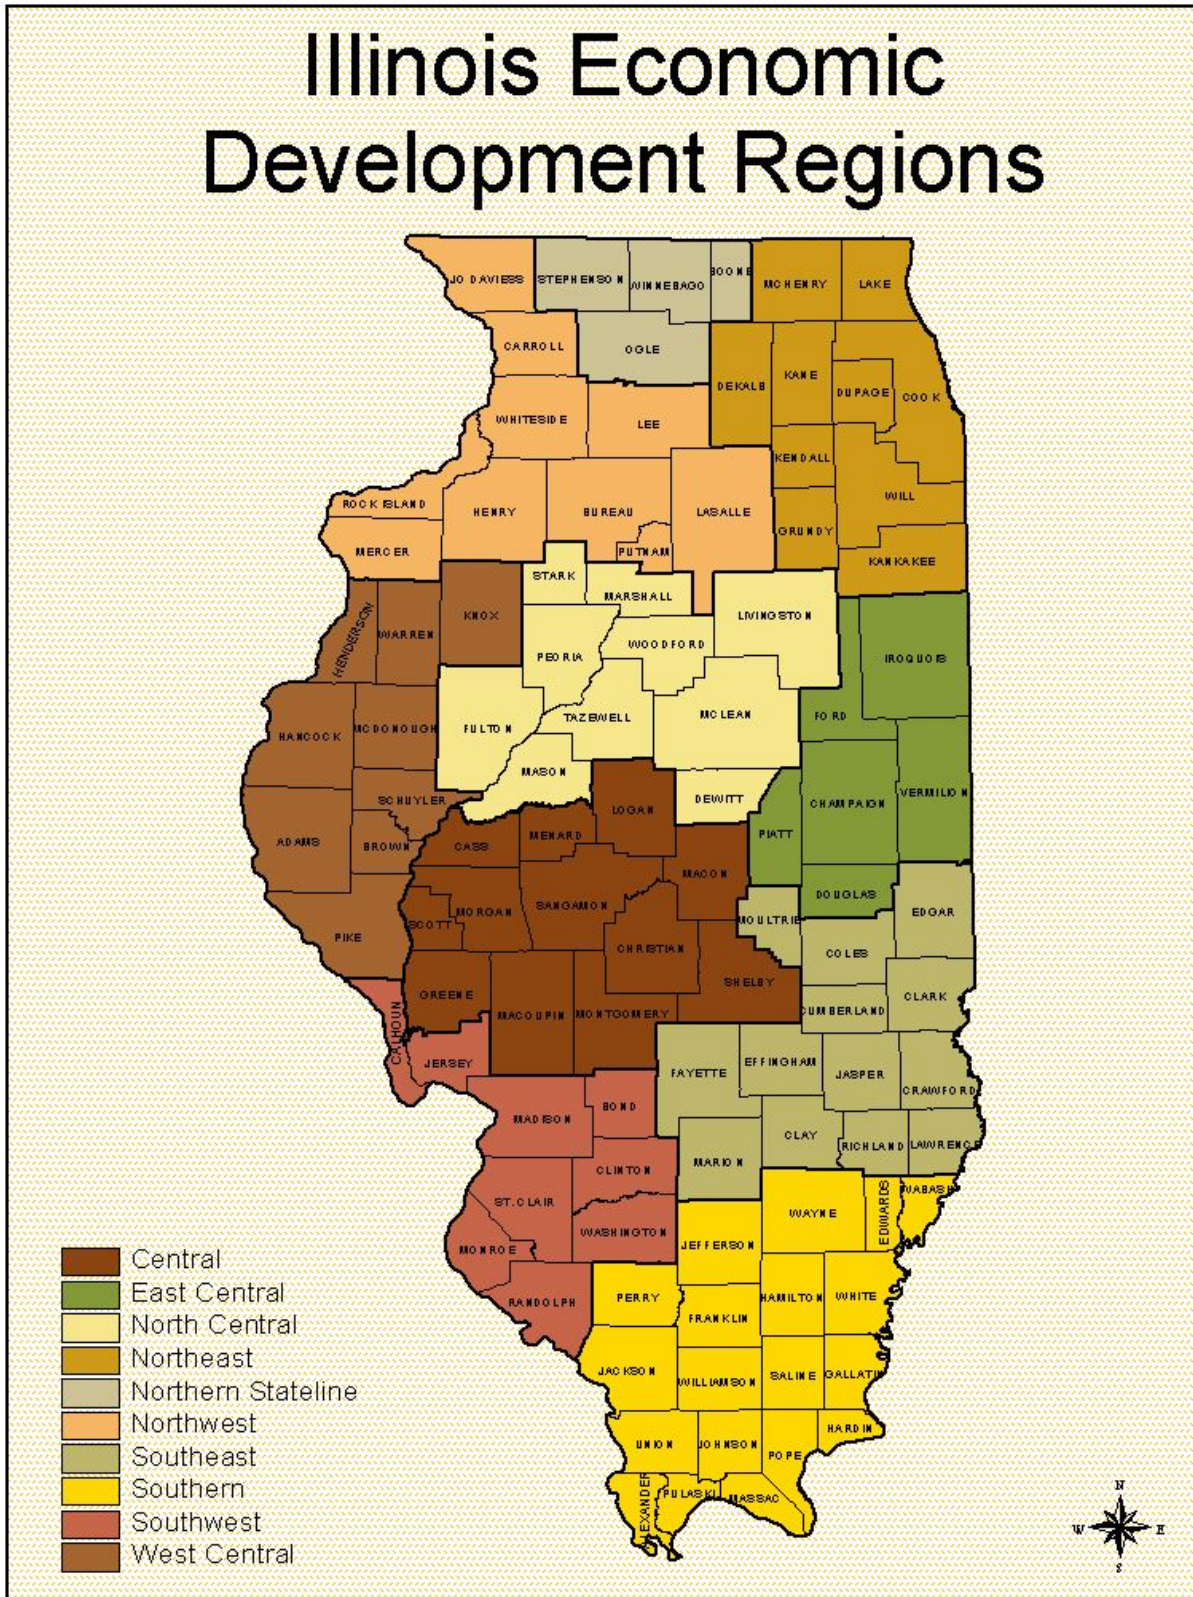 Illinois Economic
Development Regions
JO DAVIESS
STEPHENSON
WINNEBAGO
BOONE
MCHENRY
LAKE
CARROLL
OGLE
DEKALB
KANE
DUPAGE
COOK
WHITESIDE
LEE
KENDALL
WILL
ROCK ISLAND
HENRY
BUREAU
LASALLE
GRUNDY
MERCER
PUTNAM
KANKAKEE
STARK
MARSHALL
LIVINGSTON
HENDERSON
WARREN
KNOX
PEORIA
WOODFORD
IROQUOIS
HANCOCK
MCDONOUGH
FULTON
TAZEWELL
MCLEAN
FORD
MASON
SCHUYLER
LOGAN
DEWITT
CHAMPAIGN
VERMILION
ADAMS
BROWN
CASS
MENARD
PIATT
MACON
DOUGLAS
SCOTT
MORGAN
SANGAMON
MOULTRIE
EDGAR
PIKE
CHRISTIAN
COLES
SHELBY
GREENE
MACOUPIN
MONTGOMERY
CUMBERLAND
CLARK
CALHOUN
JERSEY
FAYETTE
EFFINGHAM
JASPER
CRAWFORD
MADISON
BOND
CLAY
RICHLAND
LAWRENCE
MARION
CLINTON
ST. CLAIR
WASHINGTON
WAYNE
EDWARDS
WABASH
MONROE
JEFFERSON
RANDOLPH
PERRY
FRANKLIN
HAMILTON
WHITE
JACKSON
WILLIAMSON
SALINE
GALLATIN
UNION
JOHNSON
POPE
HARDIN
EXANDER
PULASKI
MASSAC
Central
East Central
North Central
Northeast
Northern Stateline
Northwest
Southeast
Southern
Southwest
West Central
N
W E
S